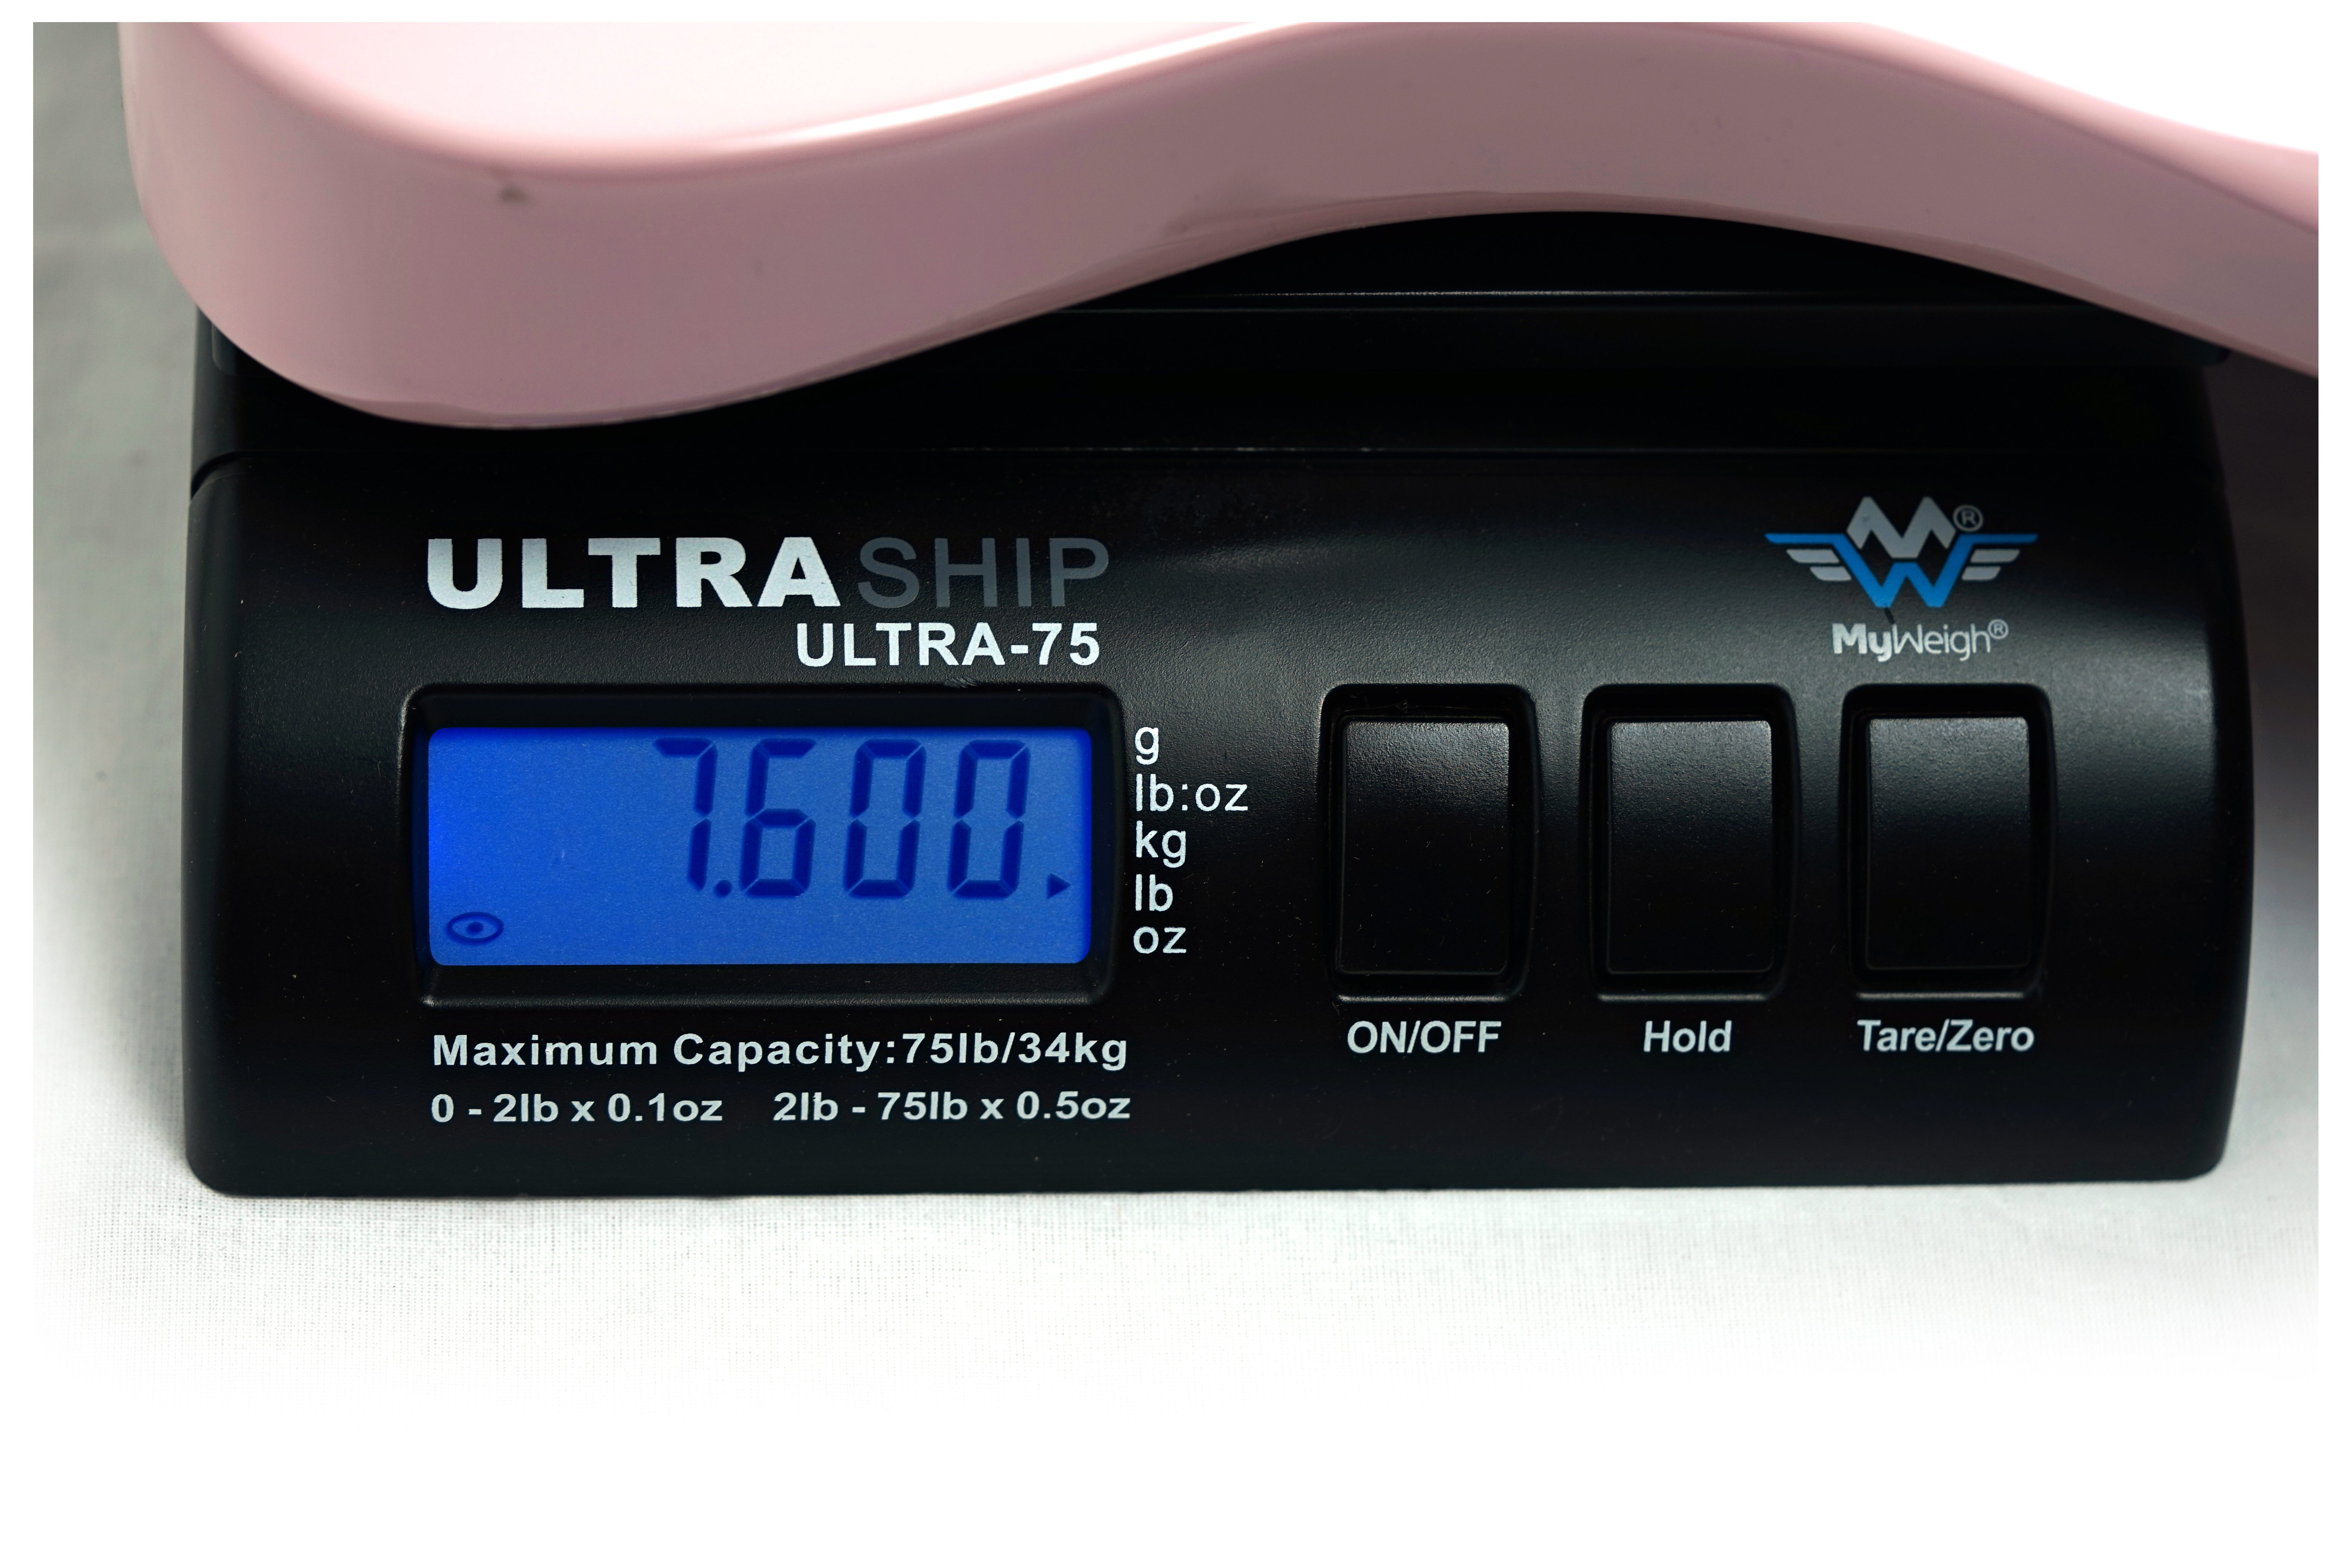 ULTRASHIP
ULTRA-75
MW®
MyWeigh®
7.600
g
lb:oz
kg
lb
oz
ON/OFF
Hold
Tare/Zero
Maximum Capacity:75lb/34kg
0 - 2lb x 0.1oz 2lb - 75lb x 0.5oz